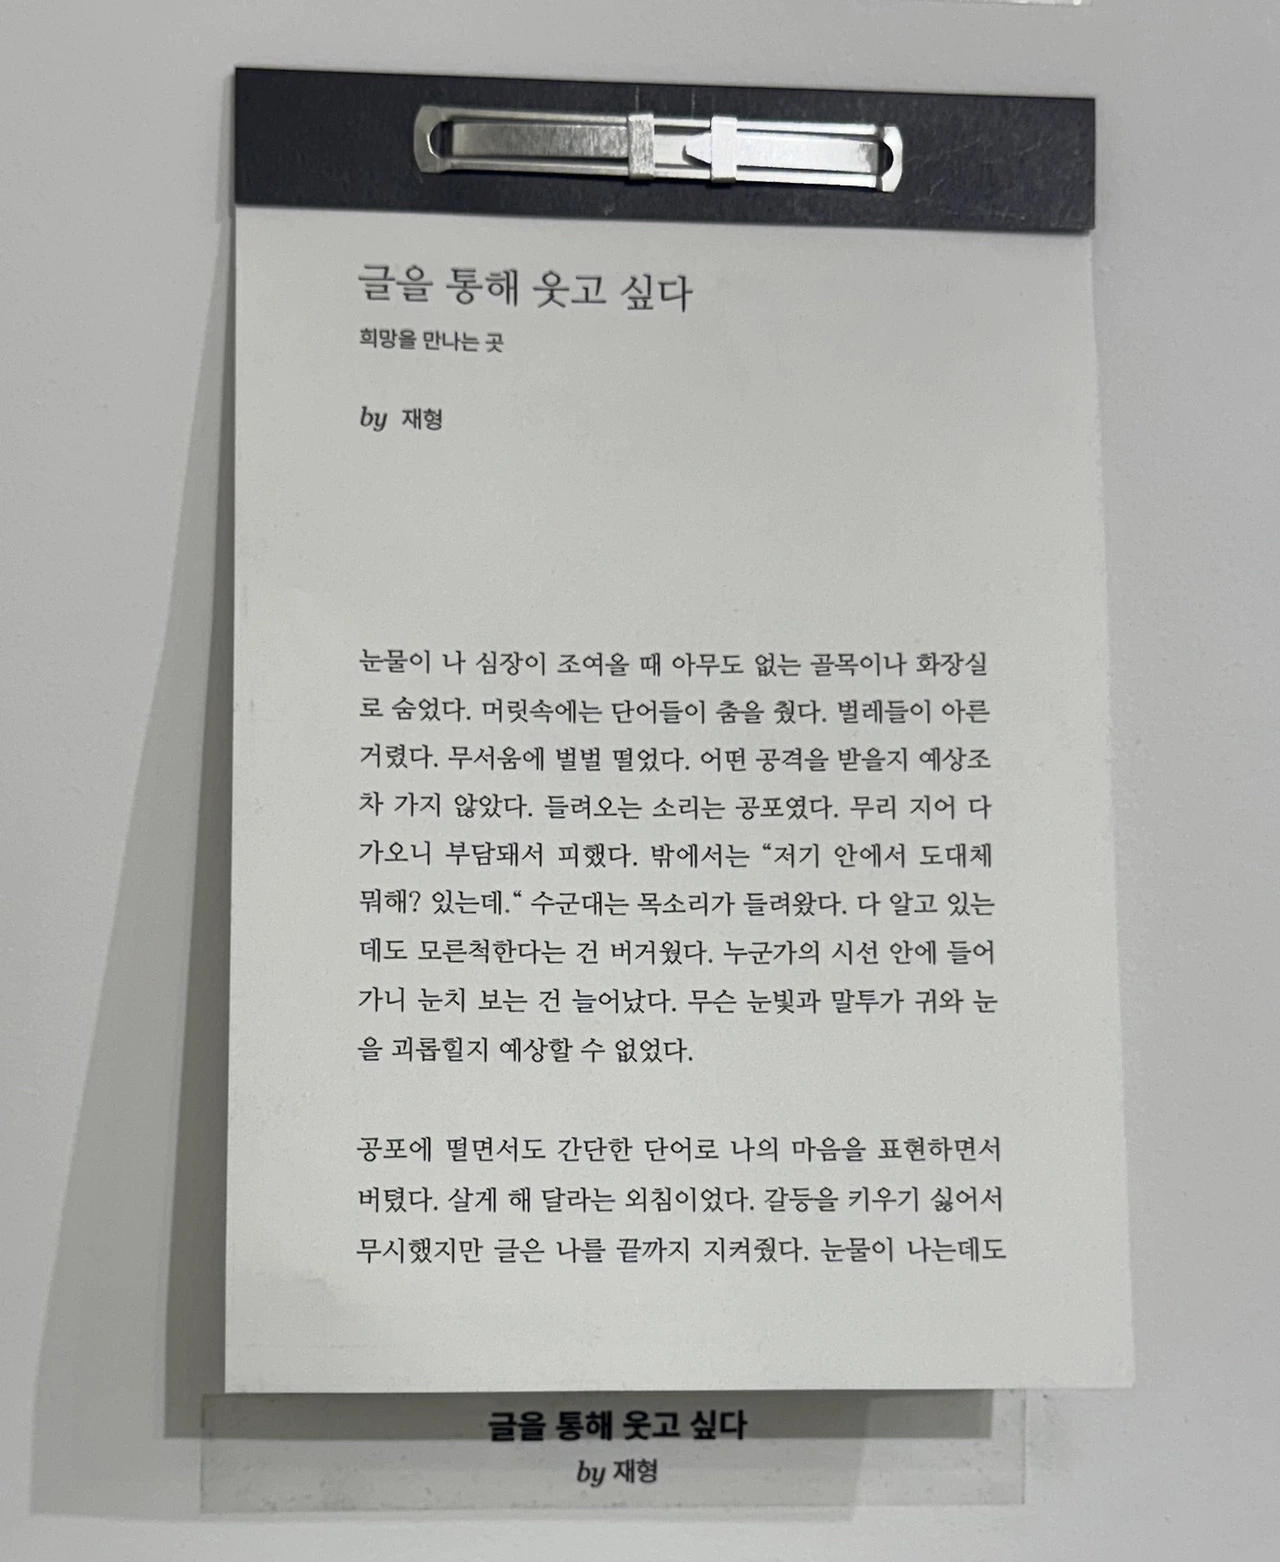 글을 통해 웃고 싶다
희망을 만나는 곳
by 재형
눈물이 나 심장이 조여올 때 아무도 없는 골목이나 화장실
로 숨었다. 머릿속에는 단어들이 춤을 췄다. 벌레들이 아른
거렸다. 무서움에 벌벌 떨었다. 어떤 공격을 받을지 예상조
차 가지 않았다. 들려오는 소리는 공포였다. 무리 지어 다
가오니 부담돼서 피했다. 밖에서는 “저기 안에서 도대체
뭐해? 있는데.“ 수군대는 목소리가 들려왔다. 다 알고 있는
데도 모른척한다는 건 버거웠다. 누군가의 시선 안에 들어
가니 눈치 보는 건 늘어났다. 무슨 눈빛과 말투가 귀와 눈
을 괴롭힐지 예상할 수 없었다.
공포에 떨면서도 간단한 단어로 나의 마음을 표현하면서
버텼다. 살게 해 달라는 외침이었다. 갈등을 키우기 싫어서
무시했지만 글은 나를 끝까지 지켜줬다. 눈물이 나는데도
글을 통해 웃고 싶다
by 재형